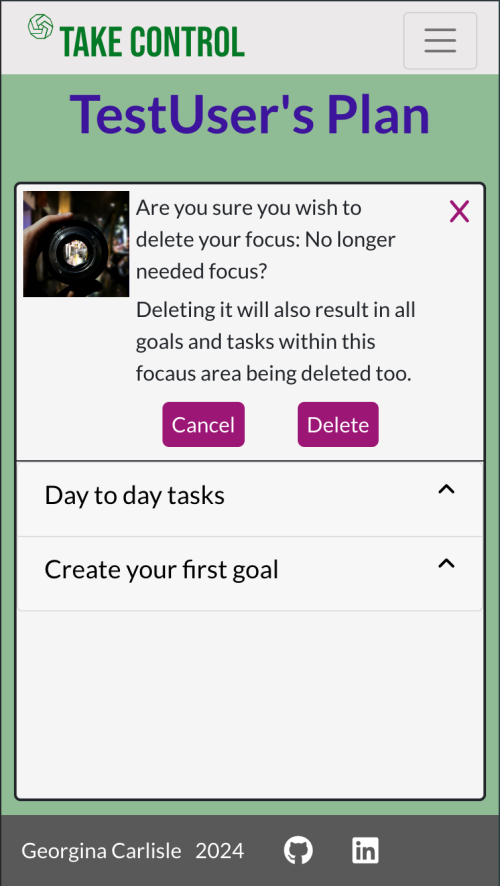 TAKE CONTROL
TestUser's Plan
Are you sure you wish to
delete your focus: No longer
needed focus?
Deleting it will also result in all
goals and tasks within this
focaus area being deleted too.
Cancel Delete
Day to day tasks
Create your first goal
Georgina Carlisle 2024